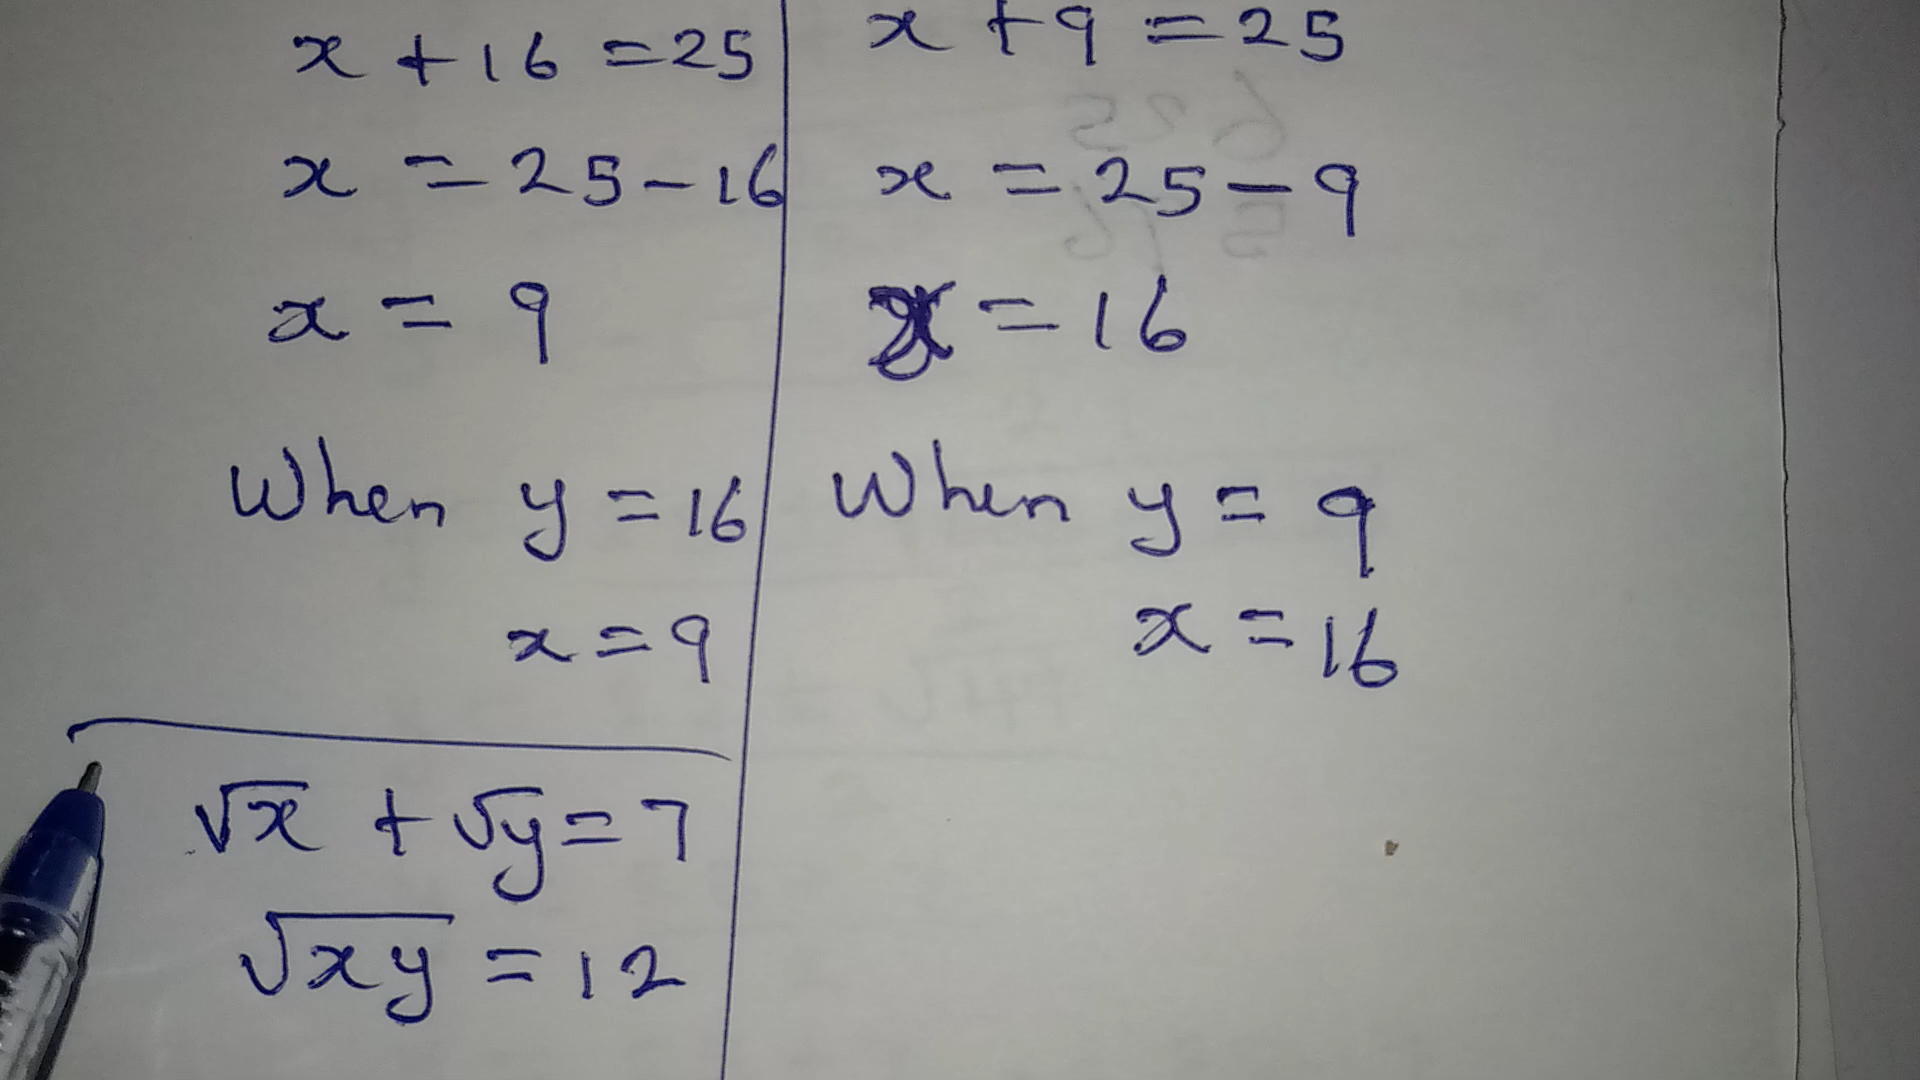 x + 16 = 25
x = 25 - 16
x = 9
When y = 16
x = 9
√x + √y = 7
√xy = 12
x + 9 = 25
x = 25 - 9
x = 16
When y = 9
x = 16